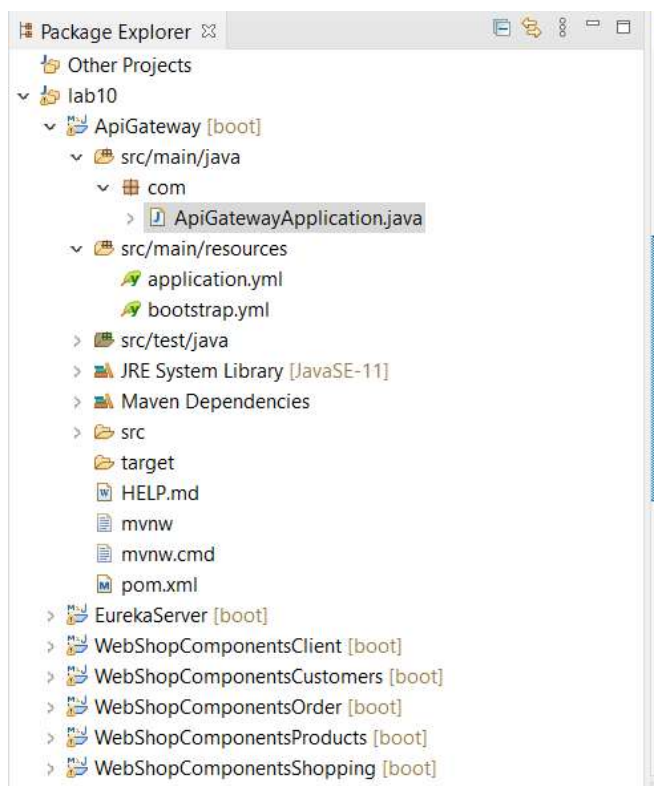 Package Explorer
Other Projects
lab10
ApiGateway [boot]
src/main/java
com
ApiGatewayApplication.java
src/main/resources
application.yml
bootstrap.yml
src/test/java
JRE System Library [JavaSE-11]
Maven Dependencies
src
target
HELP.md
mvnw
mvnw.cmd
pom.xml
EurekaServer [boot]
WebShopComponentsClient [boot]
WebShopComponentsCustomers [boot]
WebShopComponentsOrder [boot]
WebShopComponentsProducts [boot]
WebShopComponentsShopping [boot]